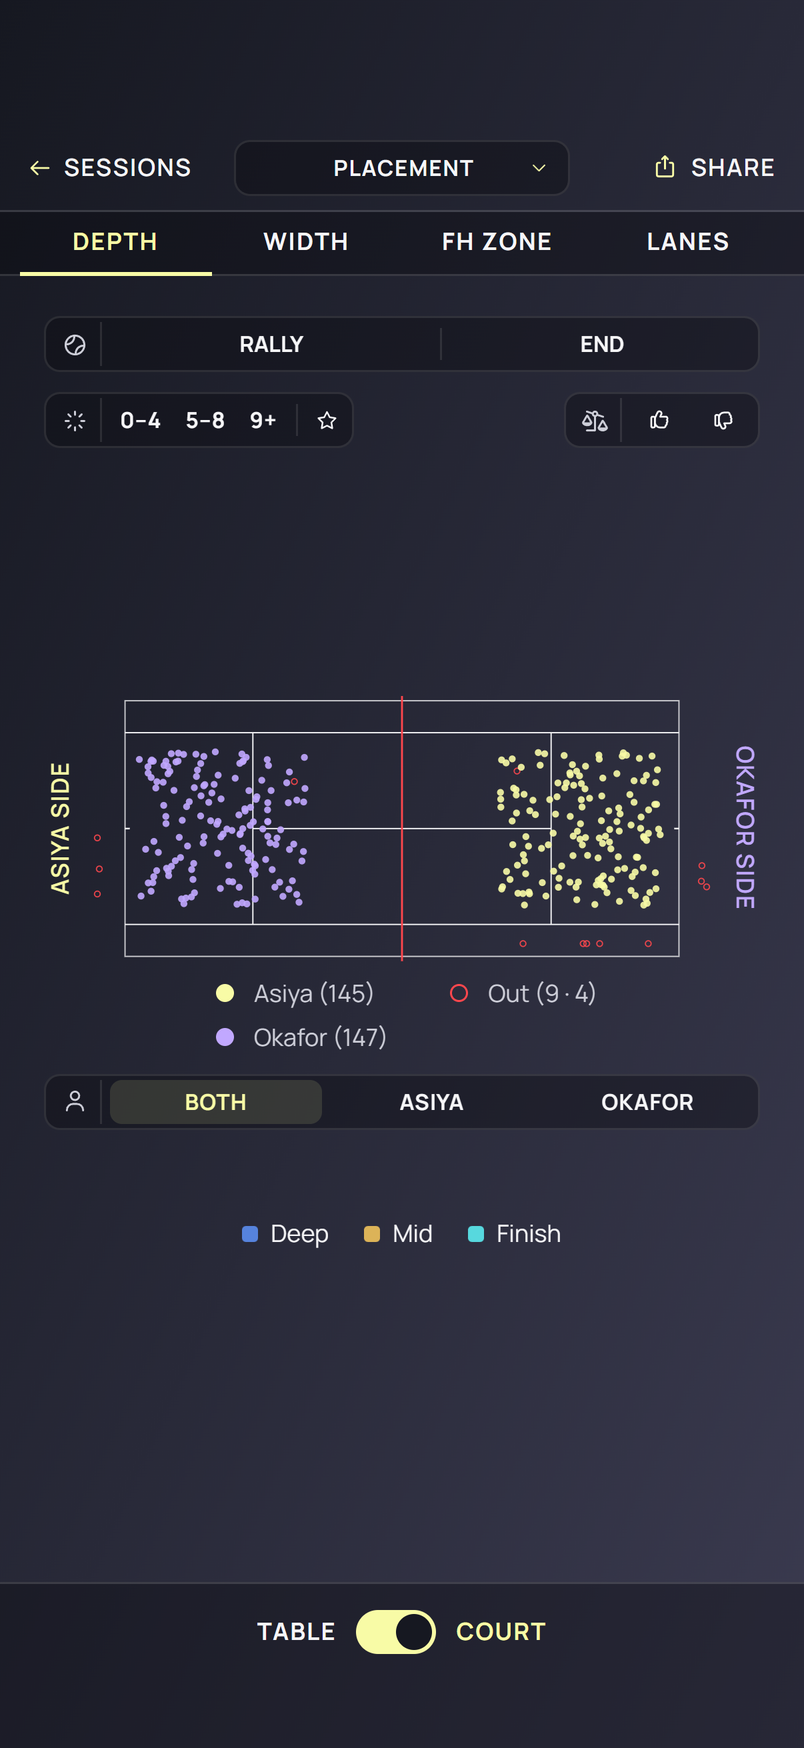 SESSIONS
PLACEMENT
SHARE
DEPTH WIDTH FH ZONE LANES
RALLY END
0–4 5–8 9+
ASIYA SIDE
OKAFOR SIDE
Asiya (145) Out (9 · 4)
Okafor (147)
BOTH ASIYA OKAFOR
Deep Mid Finish
TABLE COURT